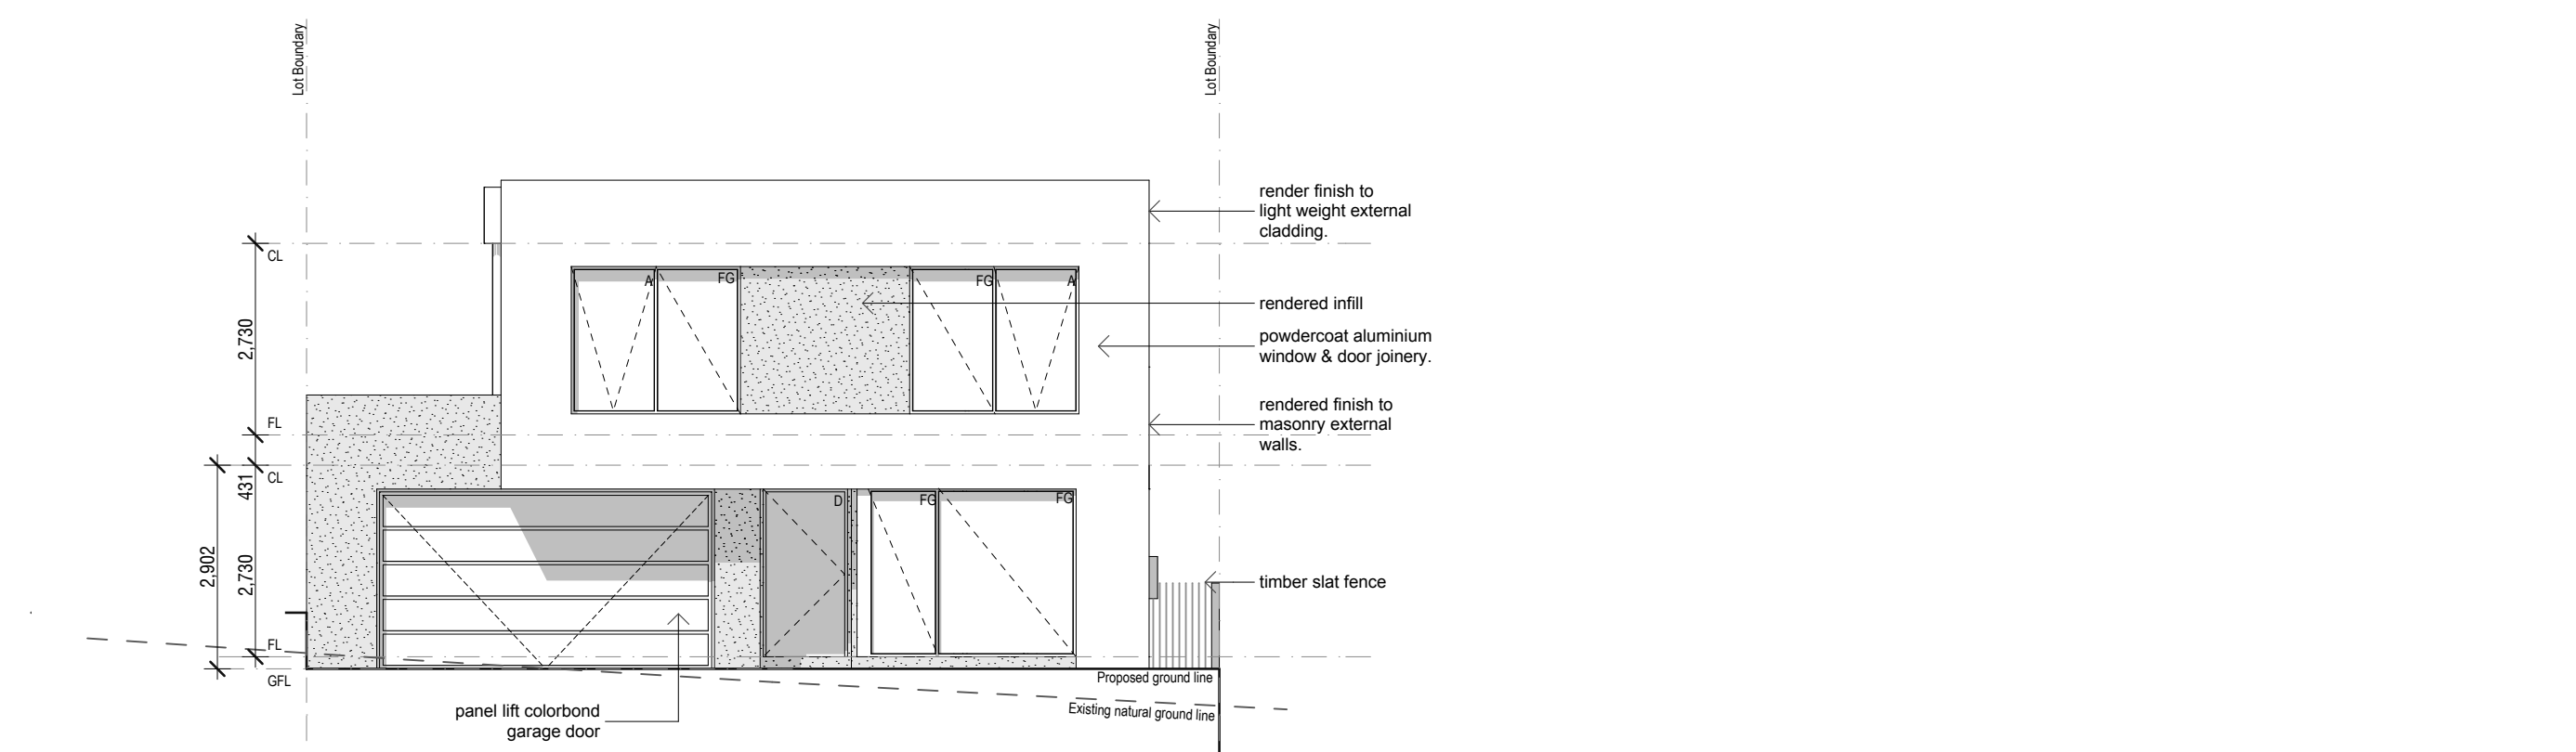 Lot Boundary
Lot Boundary
render finish to
light weight external
cladding.
CL
A
FG
FG
A
rendered infill
2,730
powdercoat aluminium
window & door joinery.
rendered finish to
masonry external
walls.
FL
CL
431
D
FG
FG
2,902
2,730
timber slat fence
FL
GFL
Proposed ground line
Existing natural ground line
panel lift colorbond
garage door